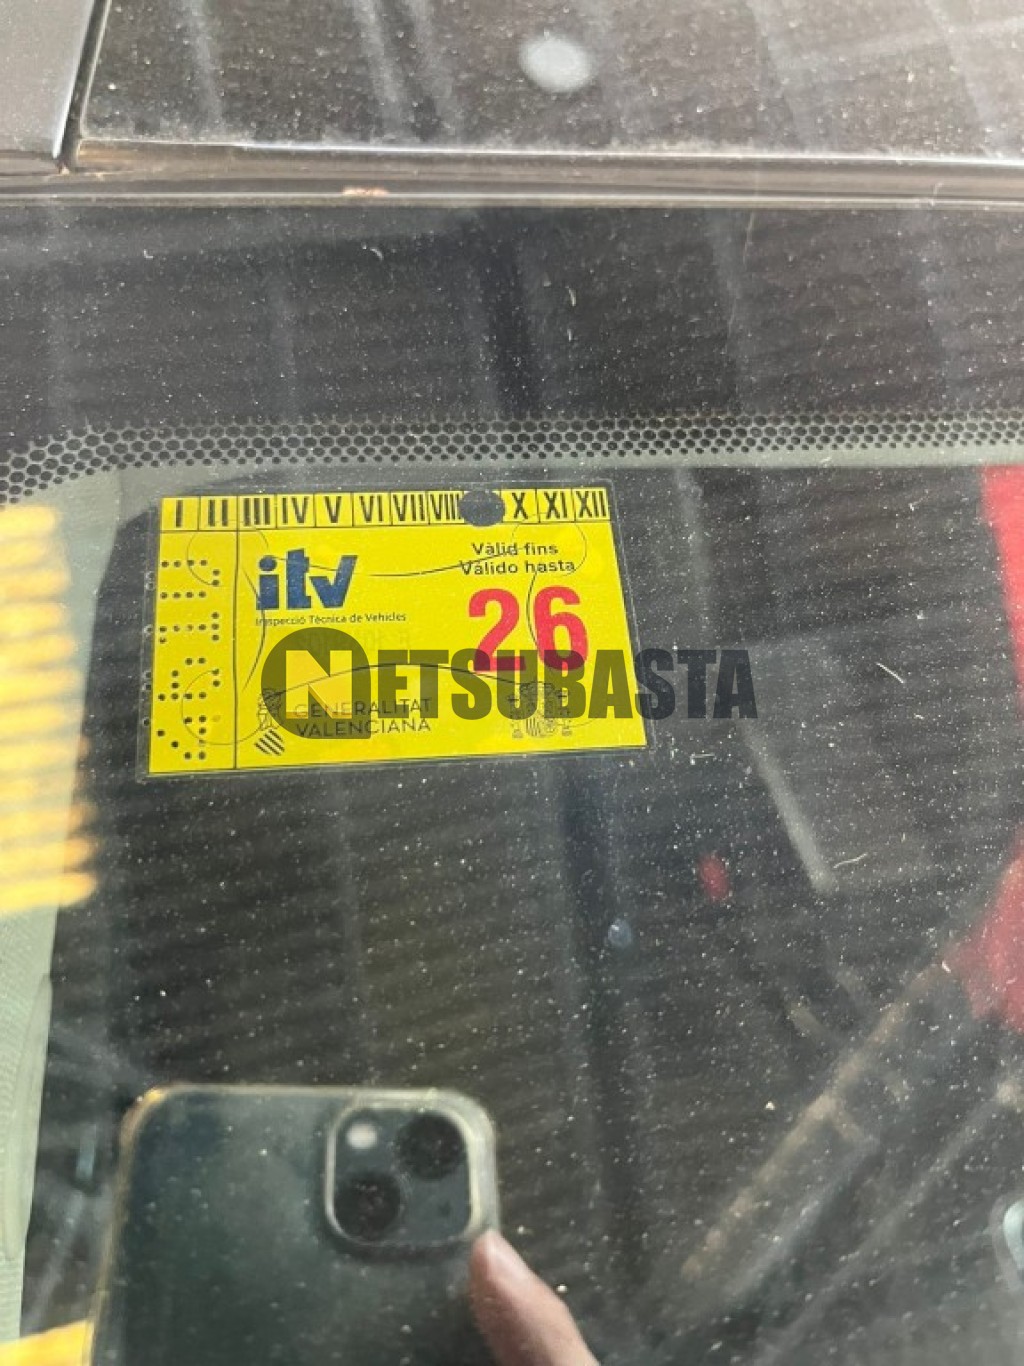 I II III IV V VI VII VIII X XI XII
itv
Inspecció Tècnica de Vehicles
Vàlid fins
Válido hasta
26
NETSUBASTA
GENERALITAT
VALENCIANA